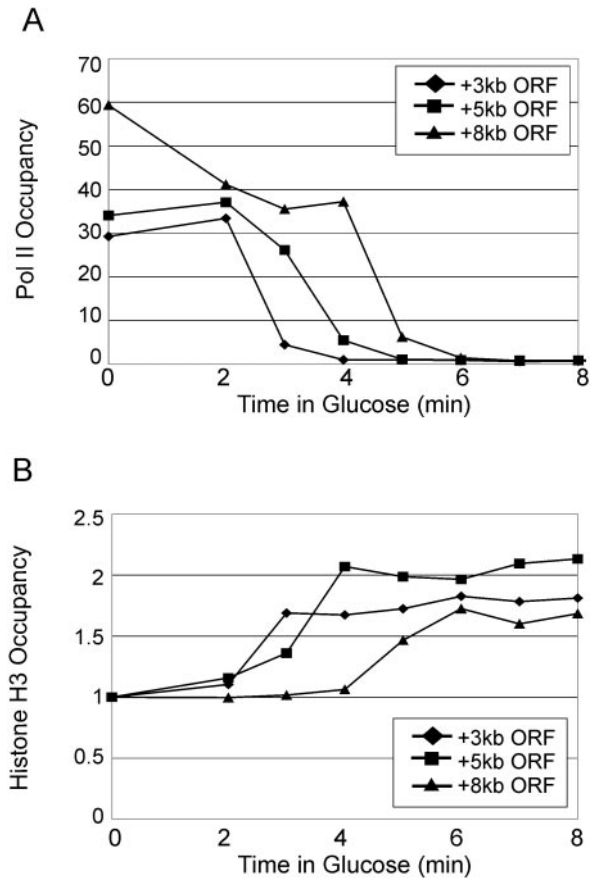 A
70
60
50
40
30
20
10
0
Pol II Occupancy
+3kb ORF
+5kb ORF
+8kb ORF
0 2 4 6 8
Time in Glucose (min)
B
2.5
2
1.5
1
0.5
0
Histone H3 Occupancy
+3kb ORF
+5kb ORF
+8kb ORF
0 2 4 6 8
Time in Glucose (min)